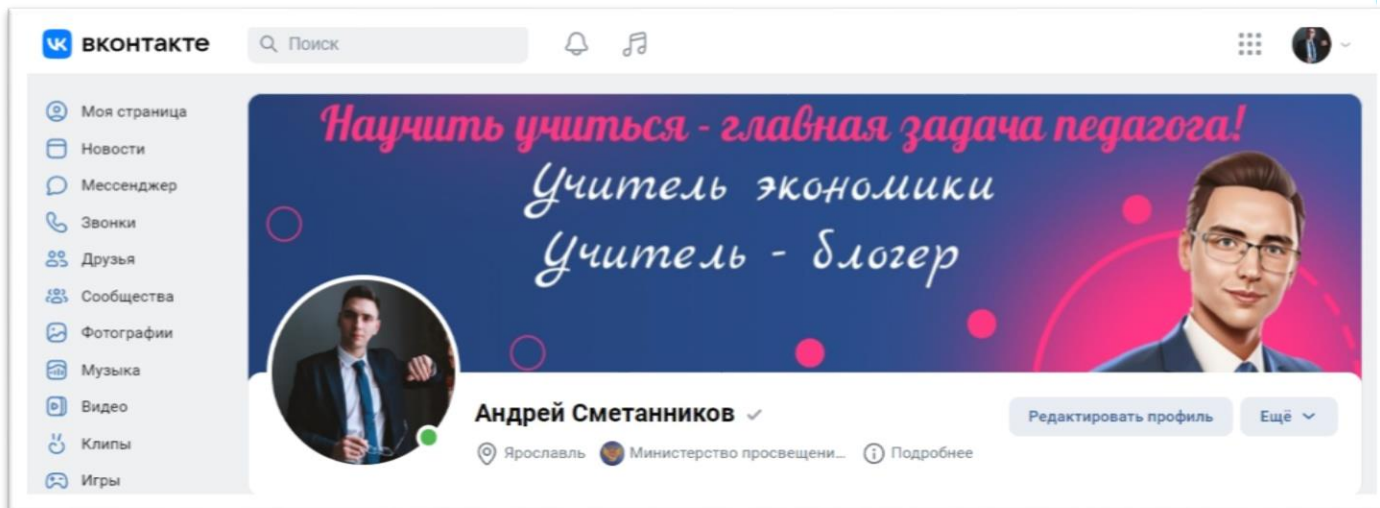 вконтакте
Поиск
Моя страница
Новости
Мессенджер
Звонки
Друзья
Сообщества
Фотографии
Музыка
Видео
Клипы
Игры
Научить учиться - главная задача педагога!
Учитель экономики
Учитель - блогер
Андрей Сметанников
Ярославль Министерство просвещени... Подробнее
Редактировать профиль
Ещё